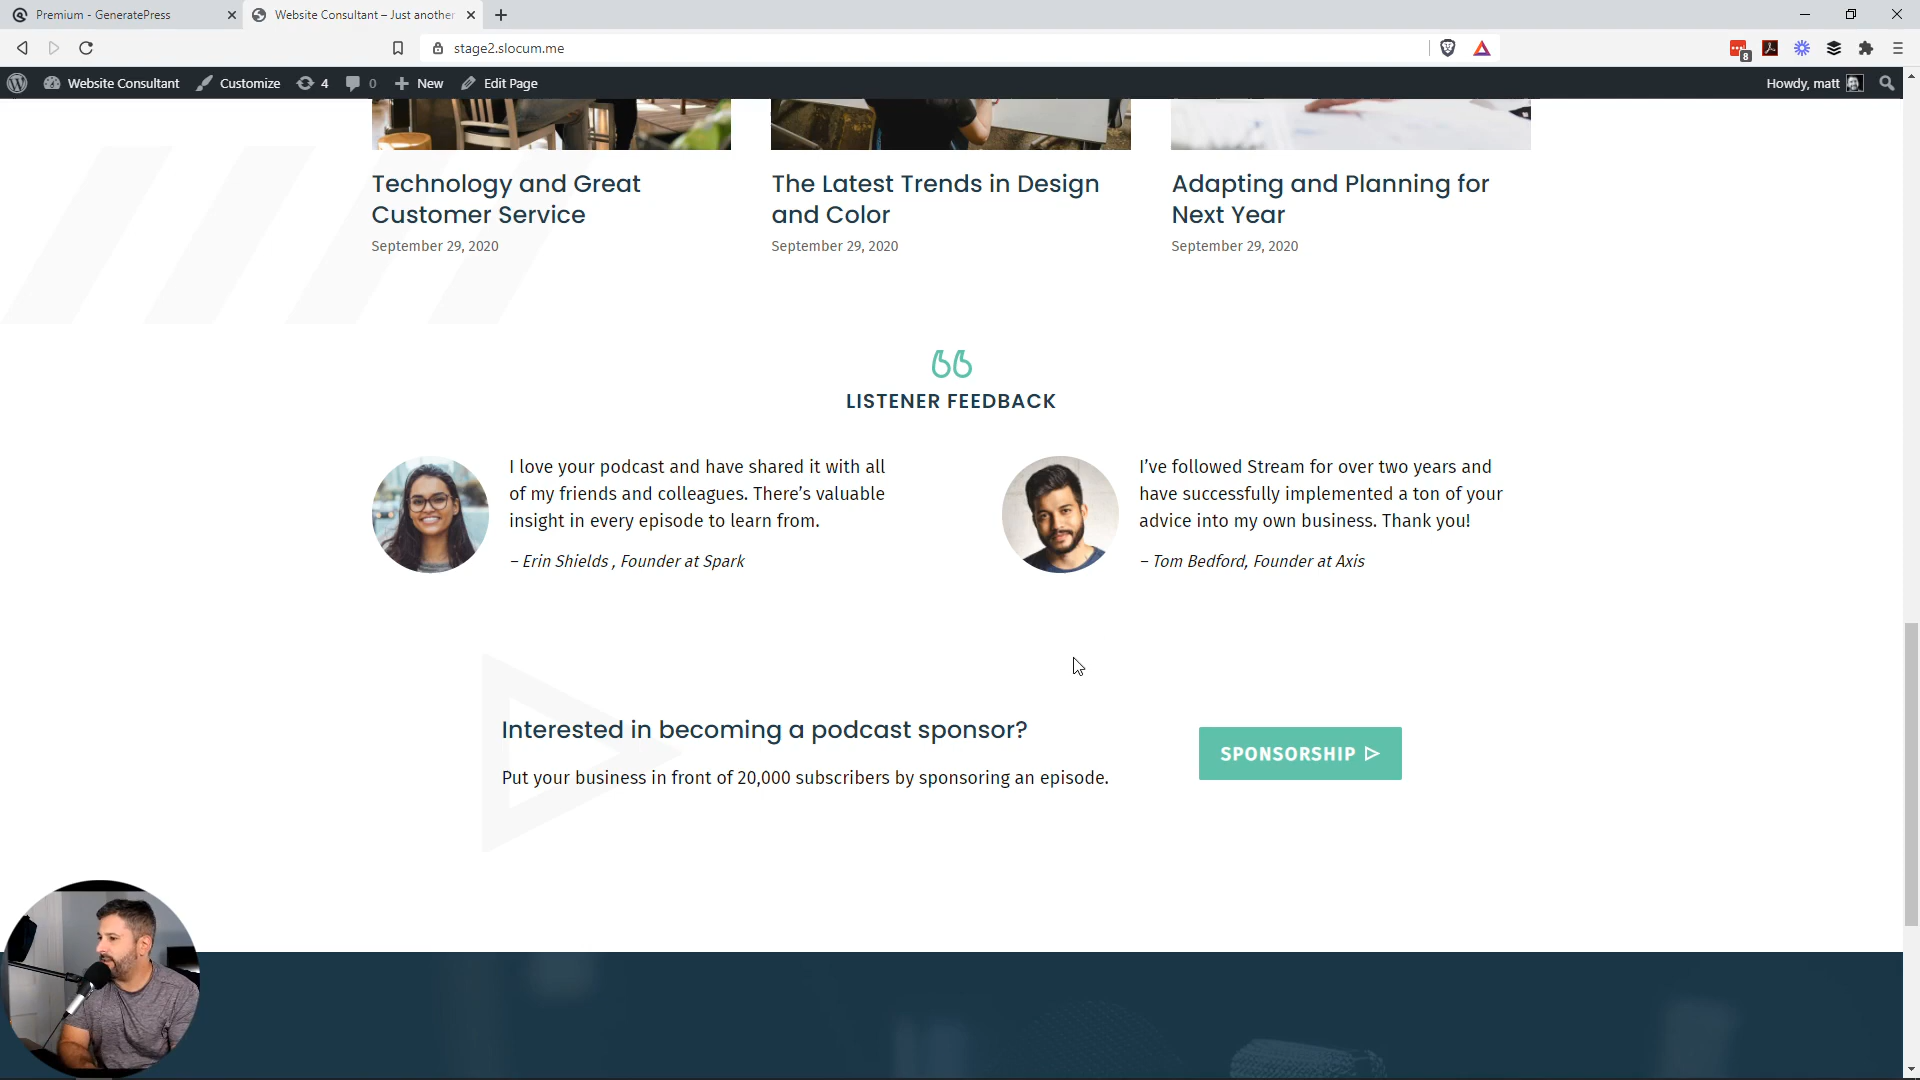 Premium - GeneratePress
Website Consultant – Just another
stage2.slocum.me
8
Website Consultant
Customize
4
0
New
Edit Page
Howdy, matt
Technology and Great
Customer Service
September 29, 2020
The Latest Trends in Design
and Color
September 29, 2020
Adapting and Planning for
Next Year
September 29, 2020
LISTENER FEEDBACK
I love your podcast and have shared it with all
of my friends and colleagues. There’s valuable
insight in every episode to learn from.
– Erin Shields , Founder at Spark
I’ve followed Stream for over two years and
have successfully implemented a ton of your
advice into my own business. Thank you!
– Tom Bedford, Founder at Axis
Interested in becoming a podcast sponsor?
Put your business in front of 20,000 subscribers by sponsoring an episode.
SPONSORSHIP